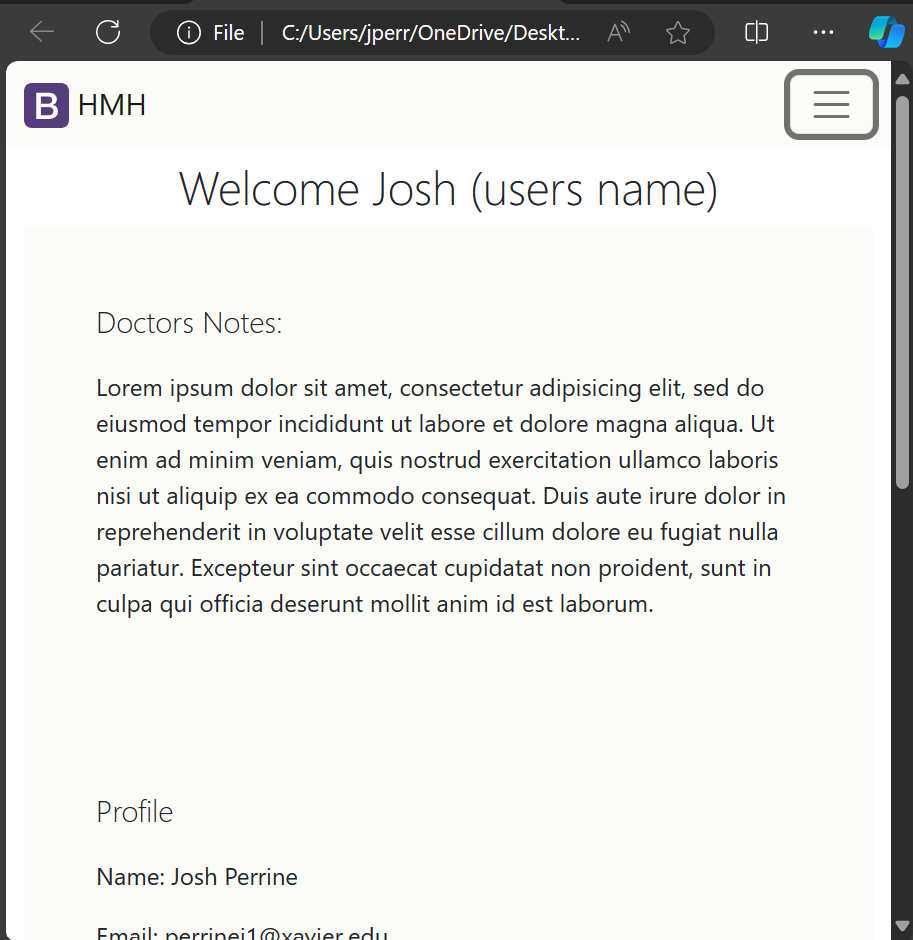 File | C:/Users/jperr/OneDrive/Deskt...
B HMH
Welcome Josh (users name)
Doctors Notes:
Lorem ipsum dolor sit amet, consectetur adipisicing elit, sed do
eiusmod tempor incididunt ut labore et dolore magna aliqua. Ut
enim ad minim veniam, quis nostrud exercitation ullamco laboris
nisi ut aliquip ex ea commodo consequat. Duis aute irure dolor in
reprehenderit in voluptate velit esse cillum dolore eu fugiat nulla
pariatur. Excepteur sint occaecat cupidatat non proident, sunt in
culpa qui officia deserunt mollit anim id est laborum.
Profile
Name: Josh Perrine
Email: perrinej1@xavier.edu